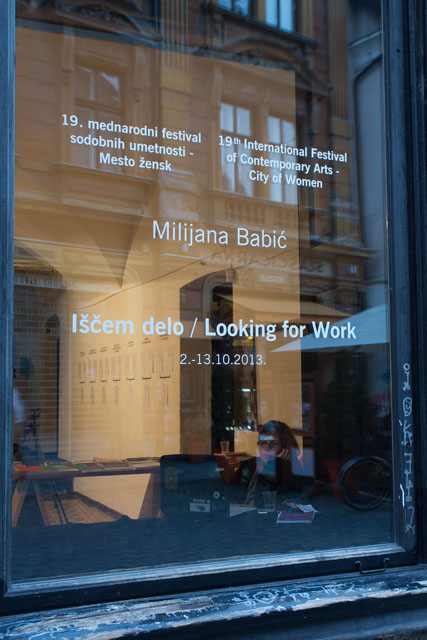 19. mednarodni festival
sodobnih umetnosti -
Mesto žensk
19th International Festival
of Contemporary Arts -
City of Women
Milijana Babić
Iščem delo / Looking for Work
2.-13.10.2013.